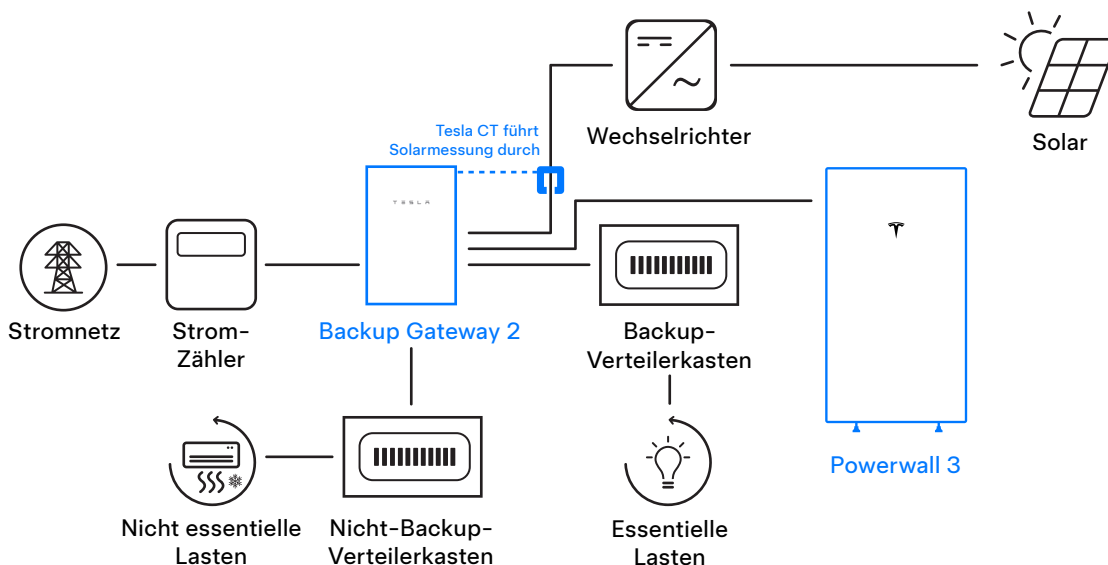 Tesla CT führt
Solarmessung durch
Wechselrichter
Solar
TESLA
Stromnetz
Strom-
Zähler
Backup Gateway 2
Backup-
Verteilerkasten
Powerwall 3
Nicht essentielle
Lasten
Nicht-Backup-
Verteilerkasten
Essentielle
Lasten